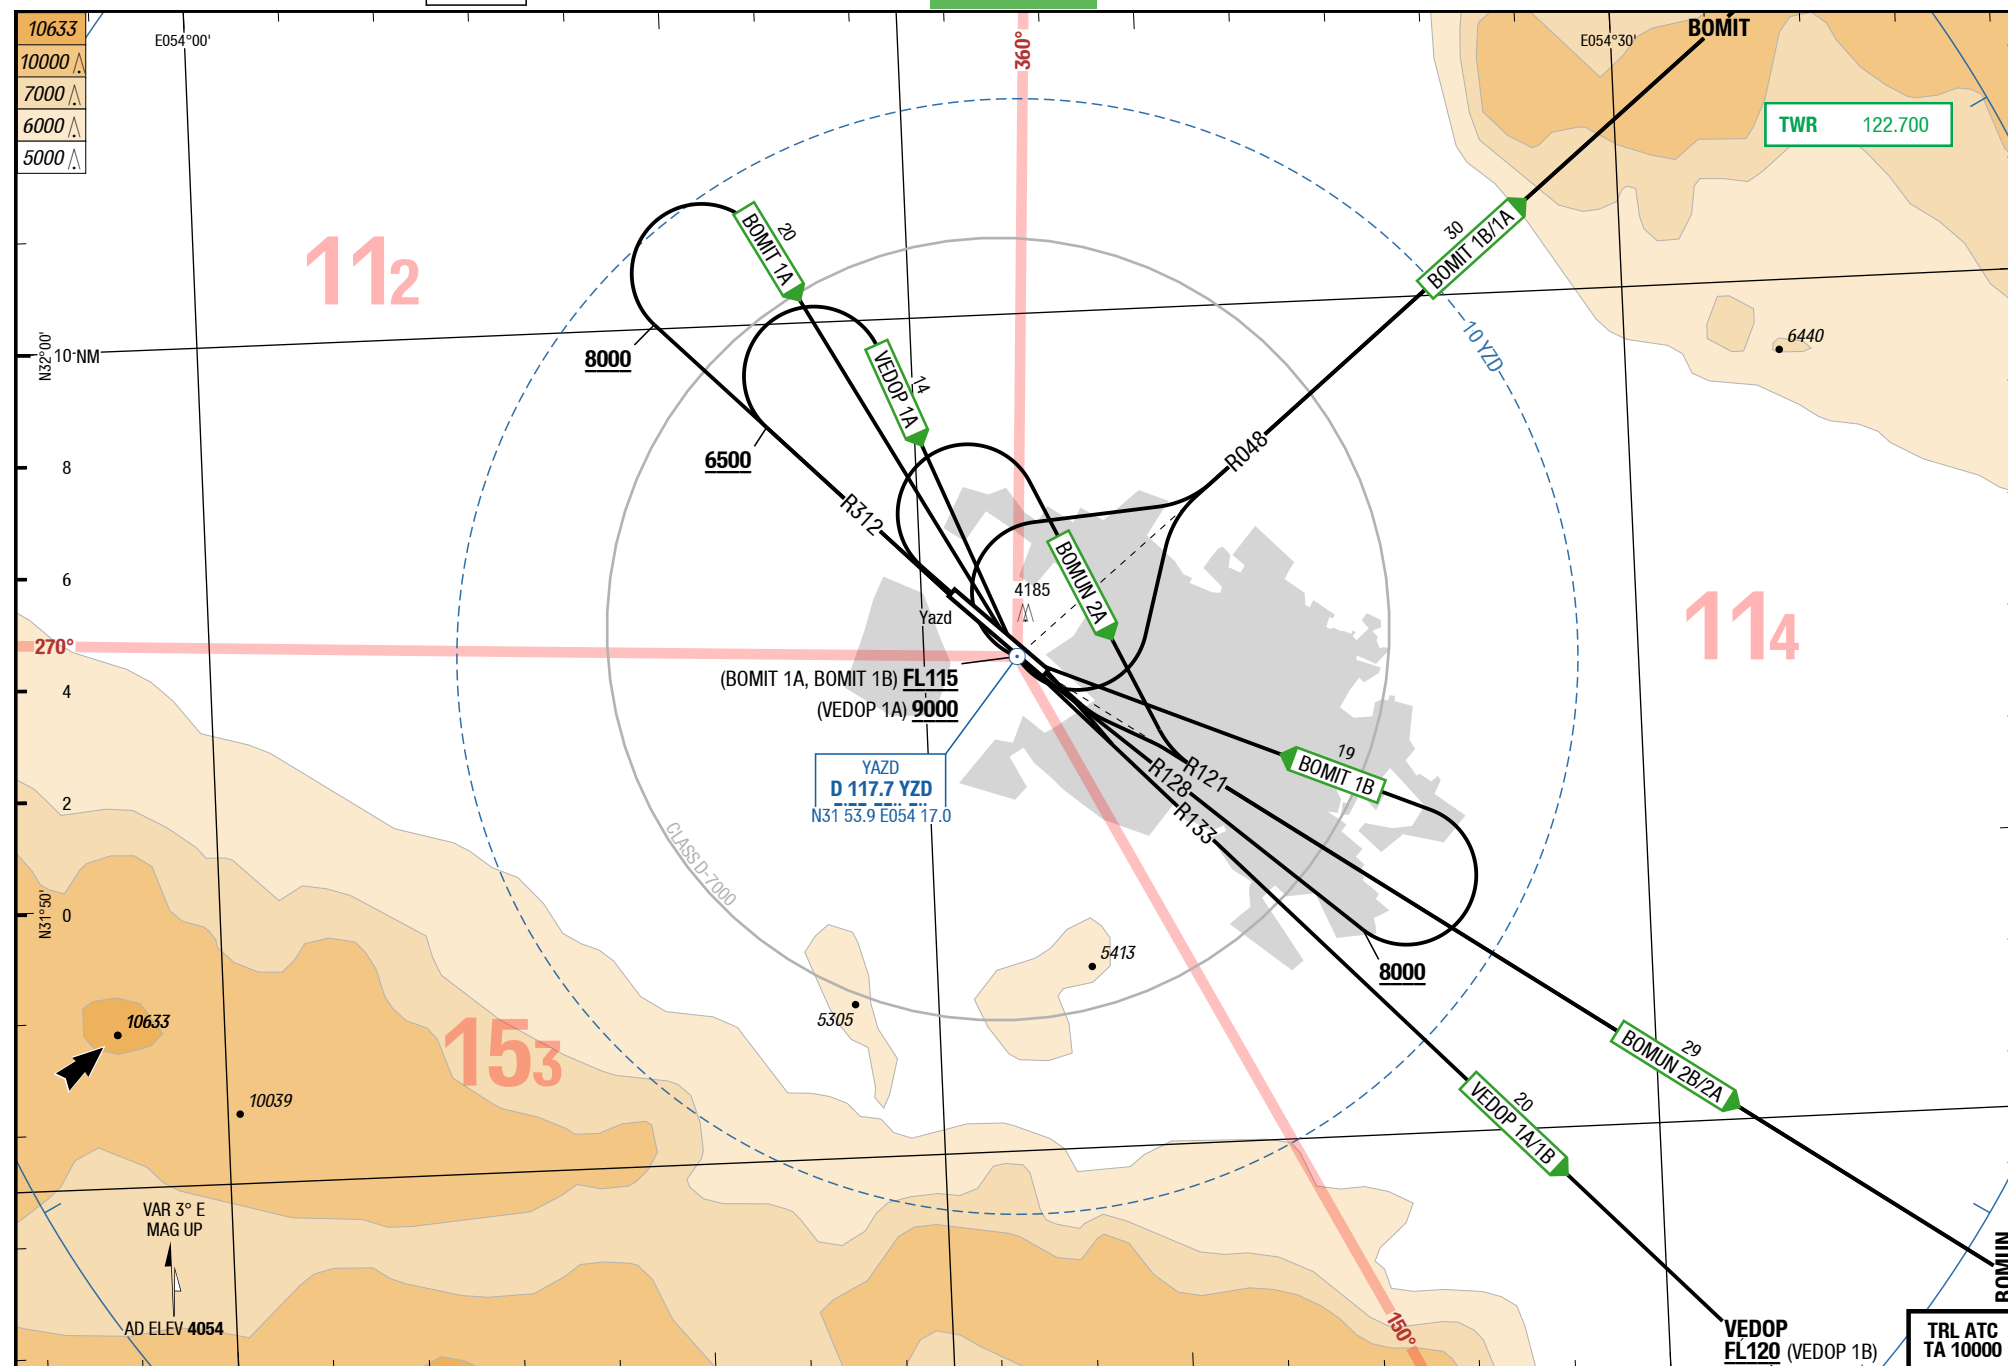 10633
10000
7000
6000
5000
E054°00'
360°
E054°30'
BOMIT
TWR 122.700
112
20
BOMIT 1A
30
BOMIT 1B/1A
10 YZD
6440
N32°00'
10 NM
8000
14
VEDOP 1A
6500
R048
8
R312
6
BOMUN 2A
4185
Yazd
114
270°
(BOMIT 1A, BOMIT 1B) FL115
4
(VEDOP 1A) 9000
YAZD
D 117.7 YZD
N31 53.9 E054 17.0
19
BOMIT 1B
R121
R128
R133
2
CLASS D-7000
N31°50'
0
5413
8000
5305
10633
153
10039
29
BOMUN 2B/2A
20
VEDOP 1A/1B
VAR 3° E
MAG UP
AD ELEV 4054
150°
BOMUN
VEDOP
FL120 (VEDOP 1B)
TRL ATC
TA 10000